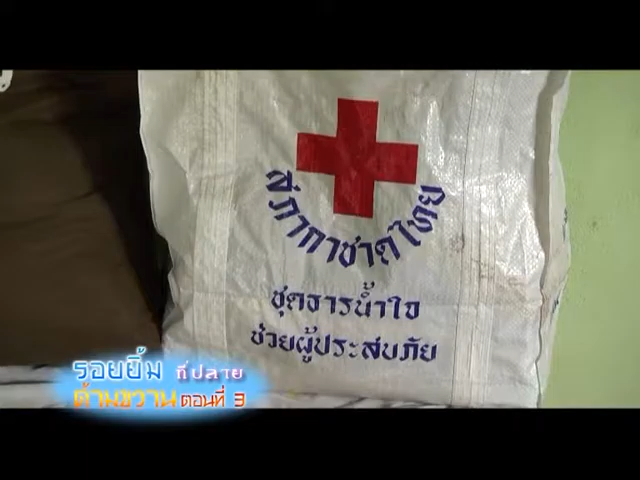 สภากาชาดไทย
ชุดธารน้ำใจ
ช่วยผู้ประสบภัย
รอยยิ้ม ที่ปลาย
ด้ามขวาน ตอนที่ 3